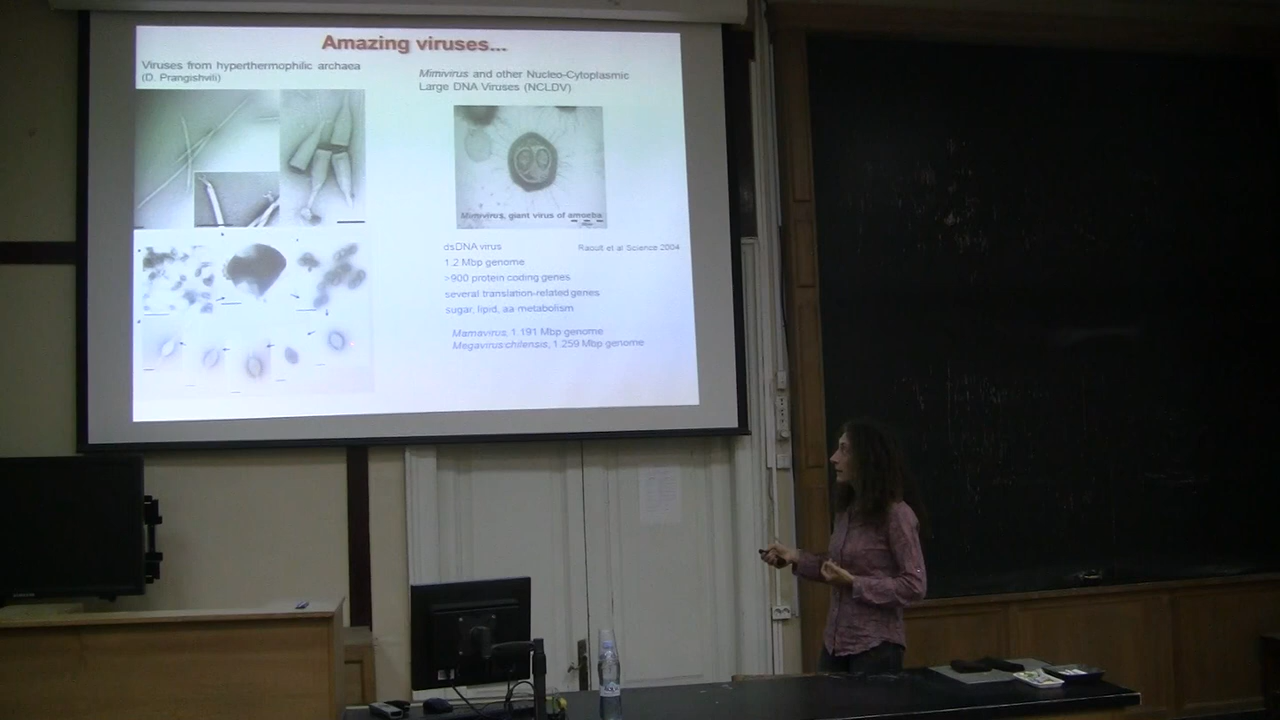 Amazing viruses...
Viruses from hyperthermophilic archaea
(D. Prangishvili)
Mimivirus and other Nucleo-Cytoplasmic
Large DNA Viruses (NCLDV)
Mimivirus, giant virus of amoeba
dsDNA virus
Raoult et al Science 2004
1.2 Mbp genome
>900 protein coding genes
several translation-related genes
sugar, lipid, aa metabolism
Mamavirus, 1.191 Mbp genome
Megavirus chilensis, 1.259 Mbp genome